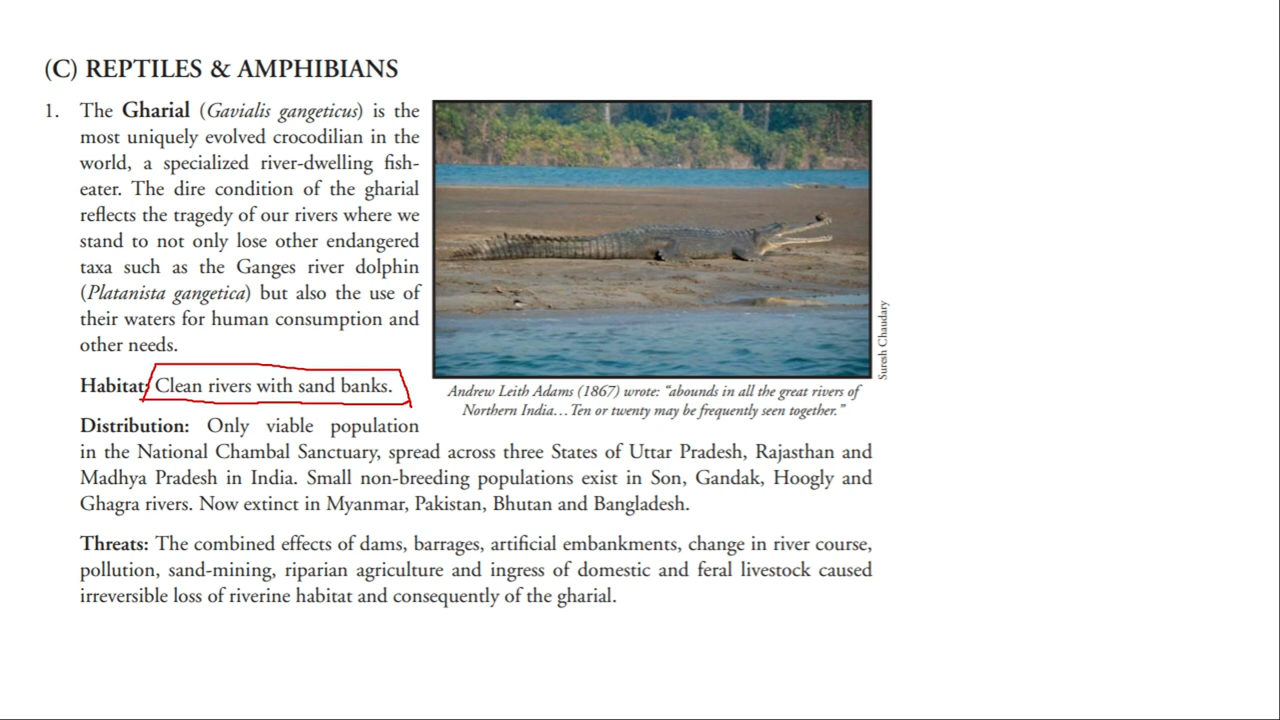 (C) REPTILES & AMPHIBIANS
1. The Gharial (Gavialis gangeticus) is the
most uniquely evolved crocodilian in the
world, a specialized river-dwelling fish-
eater. The dire condition of the gharial
reflects the tragedy of our rivers where we
stand to not only lose other endangered
taxa such as the Ganges river dolphin
(Platanista gangetica) but also the use of
their waters for human consumption and
other needs.
Suresh Chaudary
Andrew Leith Adams (1867) wrote: “abounds in all the great rivers of
Northern India…Ten or twenty may be frequently seen together.”
Habitat: Clean rivers with sand banks.
Distribution: Only viable population
in the National Chambal Sanctuary, spread across three States of Uttar Pradesh, Rajasthan and
Madhya Pradesh in India. Small non-breeding populations exist in Son, Gandak, Hoogly and
Ghagra rivers. Now extinct in Myanmar, Pakistan, Bhutan and Bangladesh.
Threats: The combined effects of dams, barrages, artificial embankments, change in river course,
pollution, sand-mining, riparian agriculture and ingress of domestic and feral livestock caused
irreversible loss of riverine habitat and consequently of the gharial.